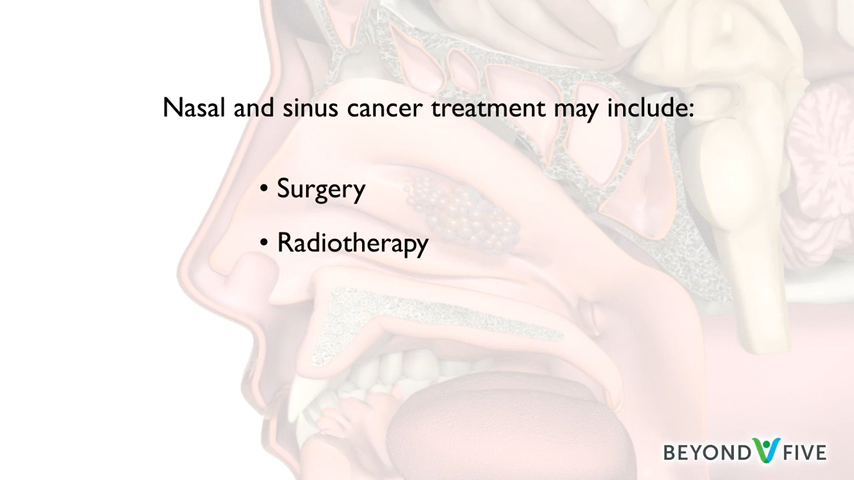 Nasal and sinus cancer treatment may include:
• Surgery
• Radiotherapy
BEYOND FIVE